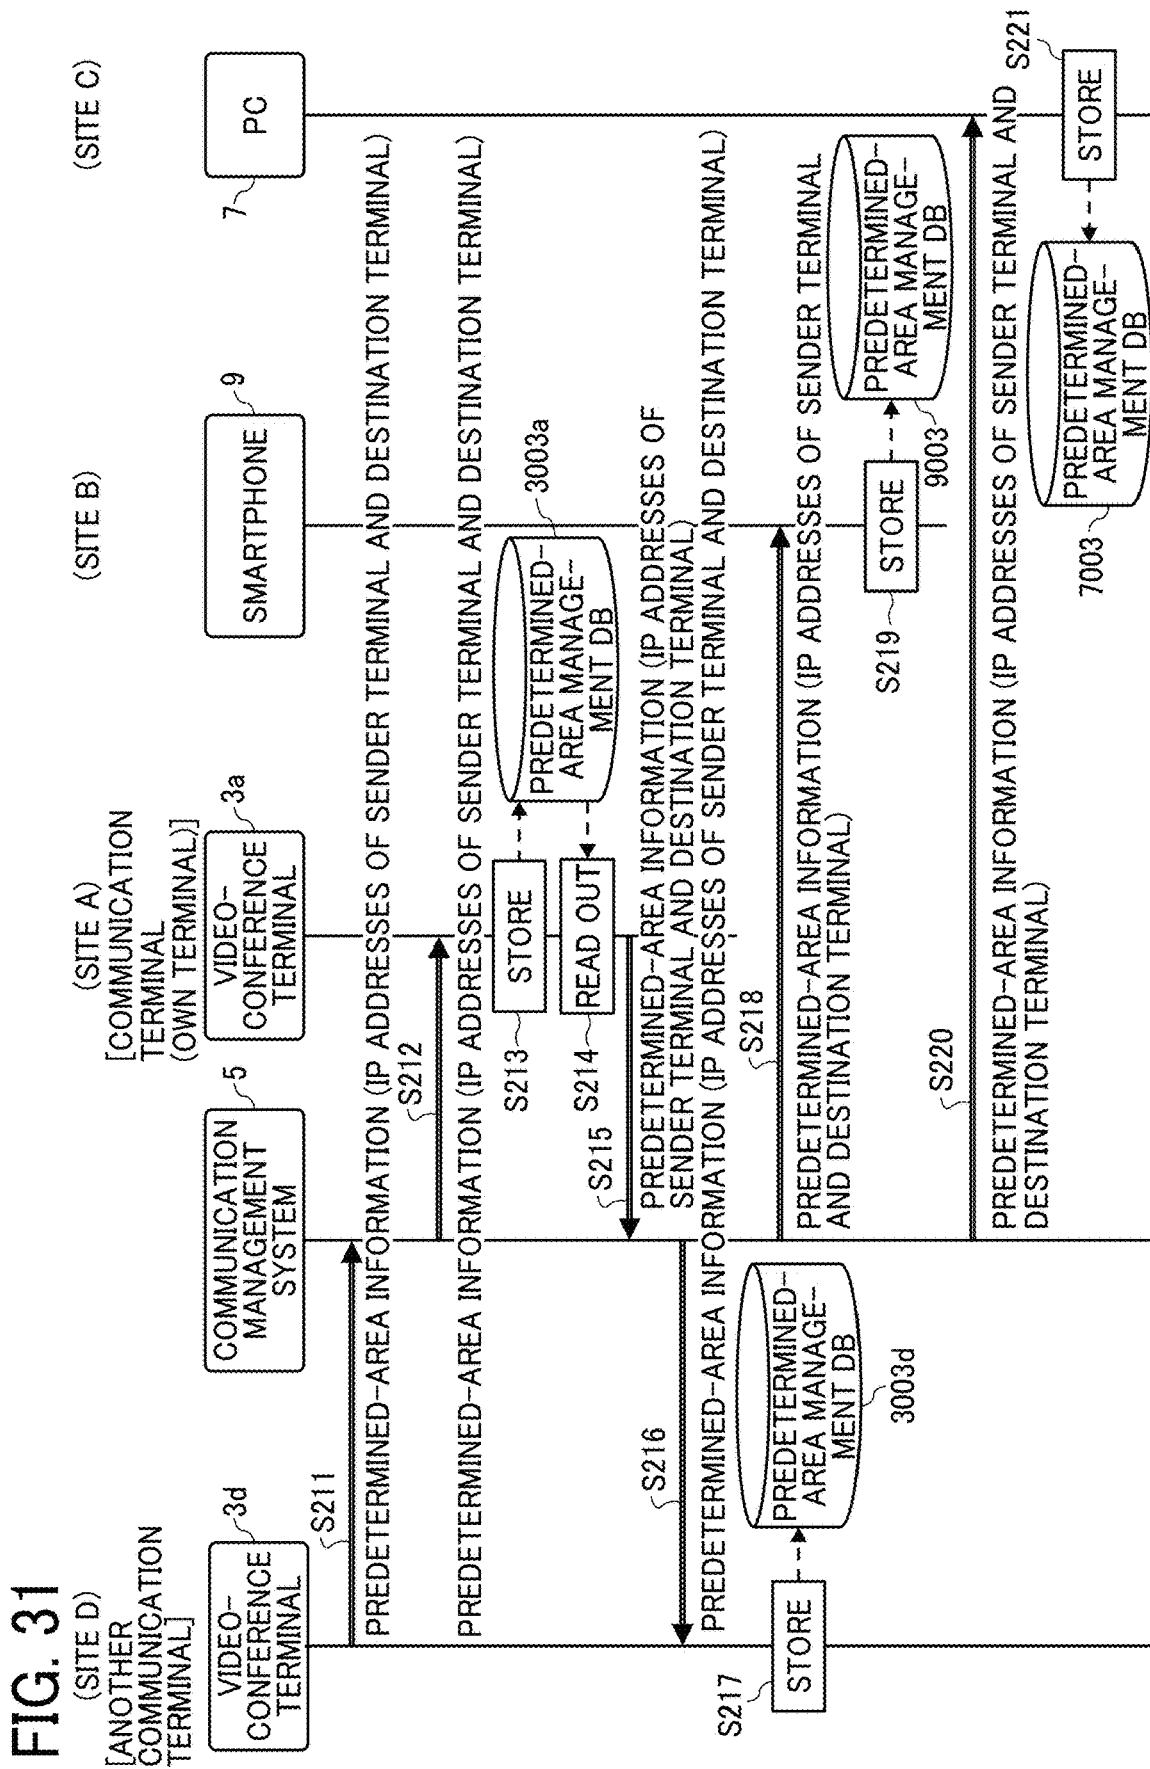 FIG. 31
(SITE D)
[ANOTHER
COMMUNICATION
TERMINAL]
3d
VIDEO-
CONFERENCE
TERMINAL
5
COMMUNICATION
MANAGEMENT
SYSTEM
(SITE A)
[COMMUNICATION
TERMINAL
(OWN TERMINAL)]
3a
VIDEO-
CONFERENCE
TERMINAL
(SITE B)
9
SMARTPHONE
(SITE C)
7
PC
S211
PREDETERMINED-AREA INFORMATION (IP ADDRESSES OF SENDER TERMINAL AND DESTINATION TERMINAL)
S212
PREDETERMINED-AREA INFORMATION (IP ADDRESSES OF SENDER TERMINAL AND DESTINATION TERMINAL)
S213
STORE
3003a
PREDETERMINED-
AREA MANAGE-
MENT DB
S214
READ OUT
S215
PREDETERMINED-AREA INFORMATION (IP ADDRESSES OF
SENDER TERMINAL AND DESTINATION TERMINAL)
S216
PREDETERMINED-AREA INFORMATION (IP ADDRESSES OF SENDER TERMINAL AND DESTINATION TERMINAL)
S217
STORE
PREDETERMINED-
AREA MANAGE-
MENT DB
3003d
S218
PREDETERMINED-AREA INFORMATION (IP ADDRESSES OF SENDER TERMINAL
AND DESTINATION TERMINAL)
S219
STORE
PREDETERMINED-
AREA MANAGE-
MENT DB
9003
S220
PREDETERMINED-AREA INFORMATION (IP ADDRESSES OF SENDER TERMINAL AND
DESTINATION TERMINAL)
S221
STORE
PREDETERMINED-
AREA MANAGE-
MENT DB
7003